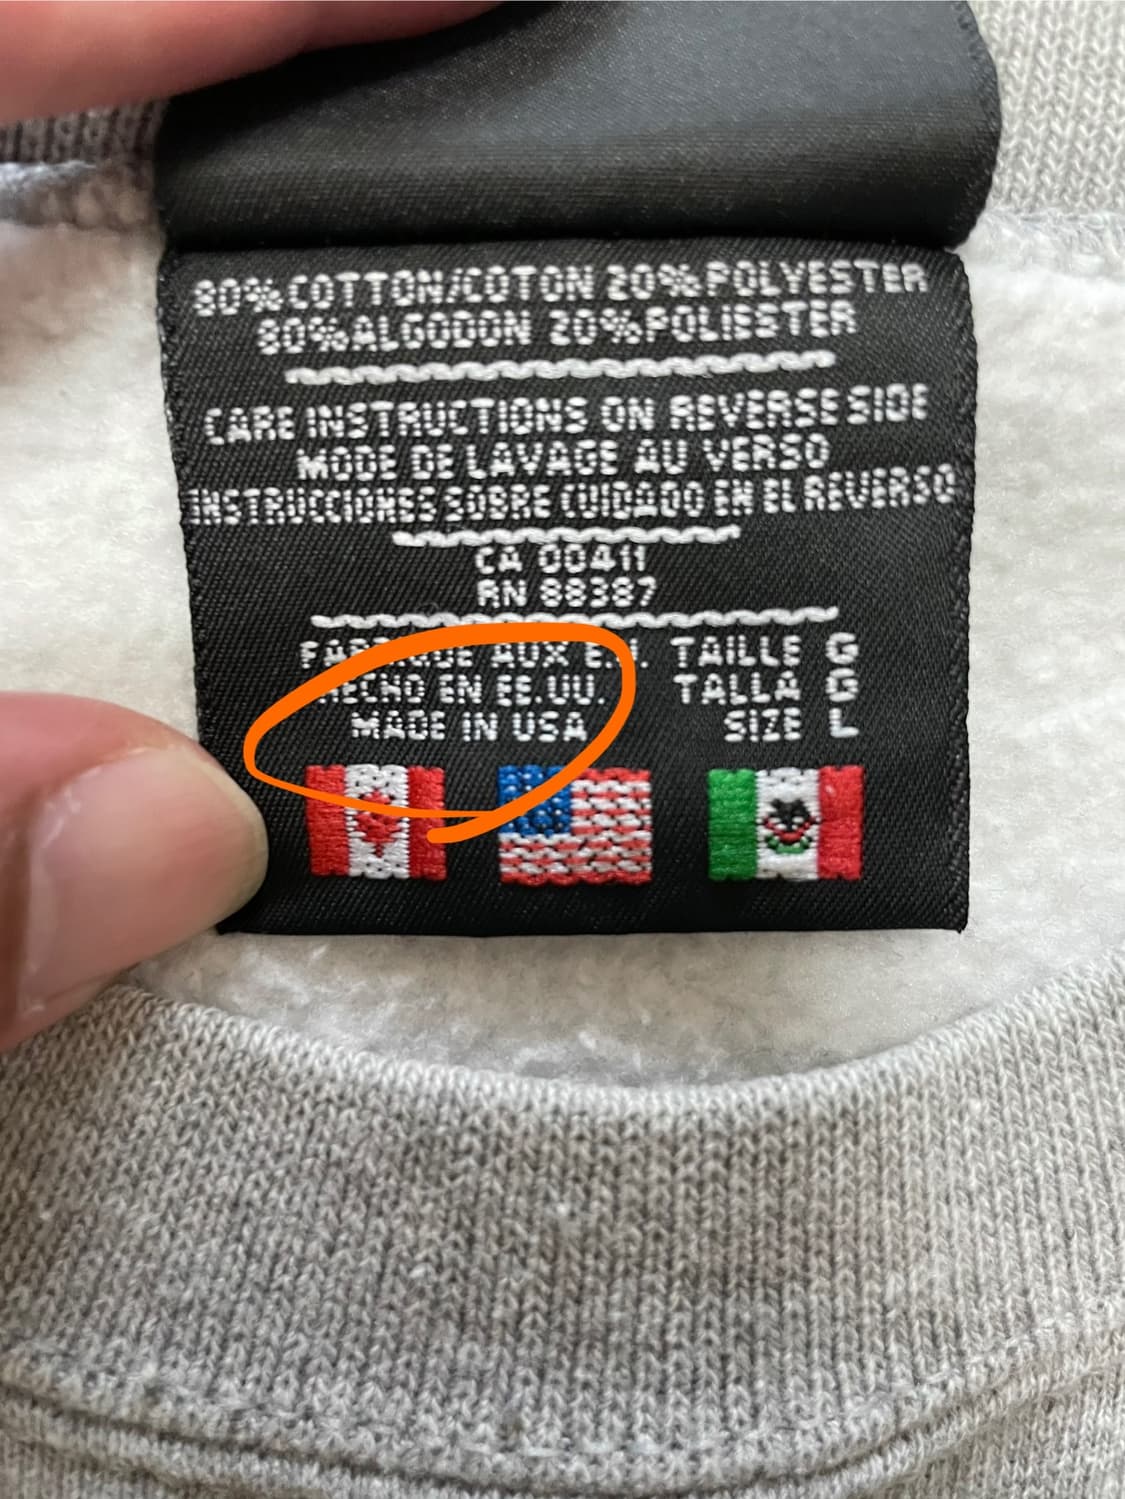 80% COTTON/COTON 20% POLYESTER
80% ALGODON 20% POLIESTER
CARE INSTRUCTIONS ON REVERSE SIDE
MODE DE LAVAGE AU VERSO
INSTRUCCIONES SOBRE CUIDADO EN EL REVERSO
CA 00411
RN 88387
FABRIQUE AUX E.U. TAILLE G
HECHO EN EE.UU. TALLA G
MADE IN USA SIZE L